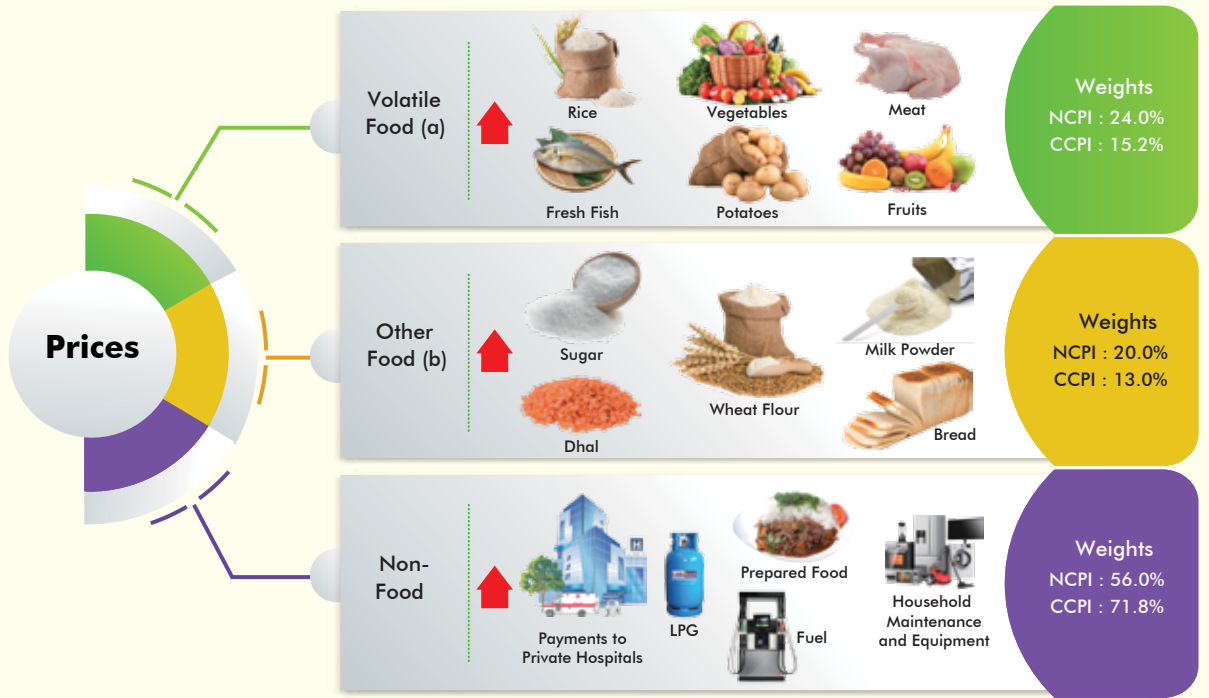 Prices
Volatile
Food (a)
Rice
Vegetables
Meat
Fresh Fish
Potatoes
Fruits
Weights
NCPI : 24.0%
CCPI : 15.2%
Other
Food (b)
Sugar
Wheat Flour
Milk Powder
Dhal
Bread
Weights
NCPI : 20.0%
CCPI : 13.0%
Non-
Food
Payments to
Private Hospitals
LPG
Prepared Food
Fuel
Household
Maintenance
and Equipment
H
Weights
NCPI : 56.0%
CCPI : 71.8%